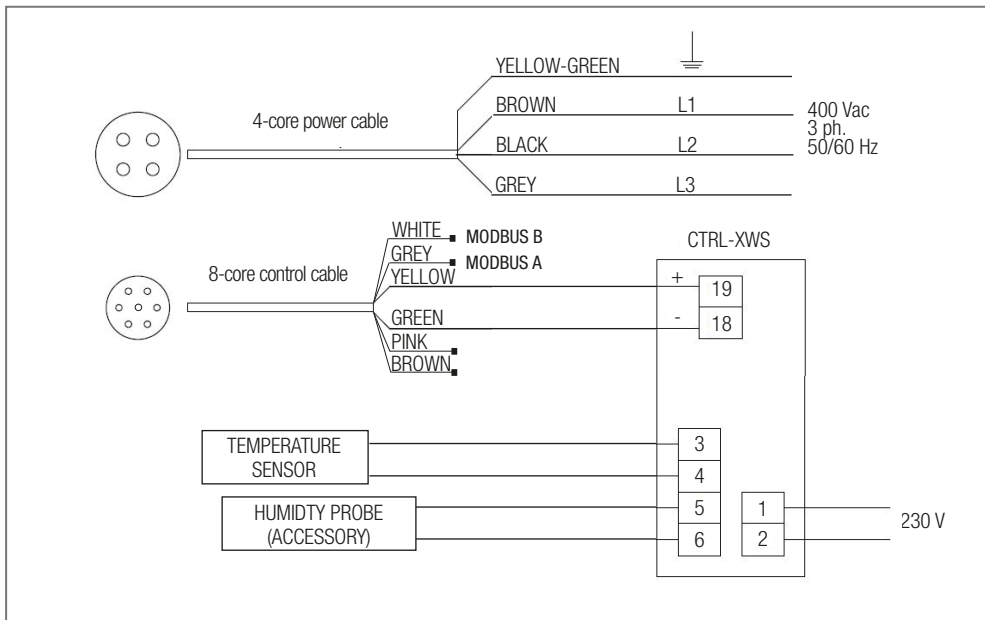 YELLOW-GREEN
4-core power cable
BROWN L1
BLACK L2
GREY L3
400 Vac
3 ph.
50/60 Hz
8-core control cable
WHITE MODBUS B
GREY MODBUS A
YELLOW
GREEN
PINK
BROWN
CTRL-XWS
+ 19
- 18
TEMPERATURE
SENSOR
3
4
HUMIDTY PROBE
(ACCESSORY)
5
6
1
2
230 V